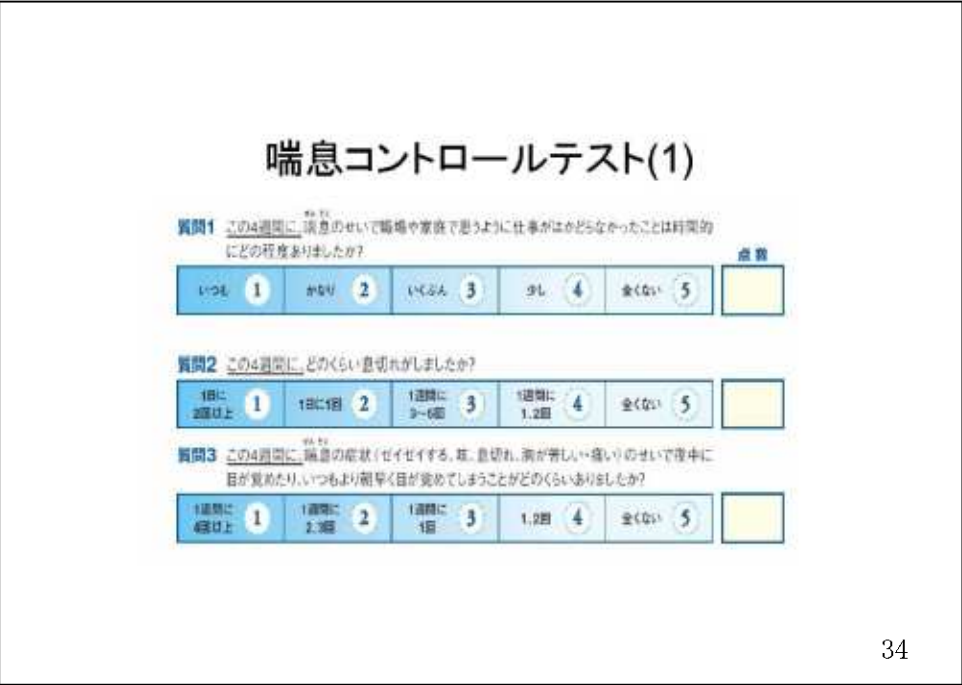 喘息コントロールテスト(1)
質問1 この4週間に、喘息のせいで職場や家庭で思うように仕事がはかどらなかったことは時間的
にどの程度ありましたか?
点数
いつも 1 かなり 2 いくぶん 3 少し 4 全くない 5
質問2 この4週間に、どのくらい息切れがしましたか?
1日に
2回以上 1 1日に1回 2 1週間に
3〜6回 3 1週間に
1、2回 4 全くない 5
質問3 この4週間に、喘息の症状(ゼイゼイする、咳、息切れ、胸が苦しい・痛い)のせいで夜中に
目が覚めたり、いつもより朝早く目が覚めてしまうことがどのくらいありましたか?
1週間に
4回以上 1 1週間に
2、3回 2 1週間に
1回 3 1、2回 4 全くない 5
34